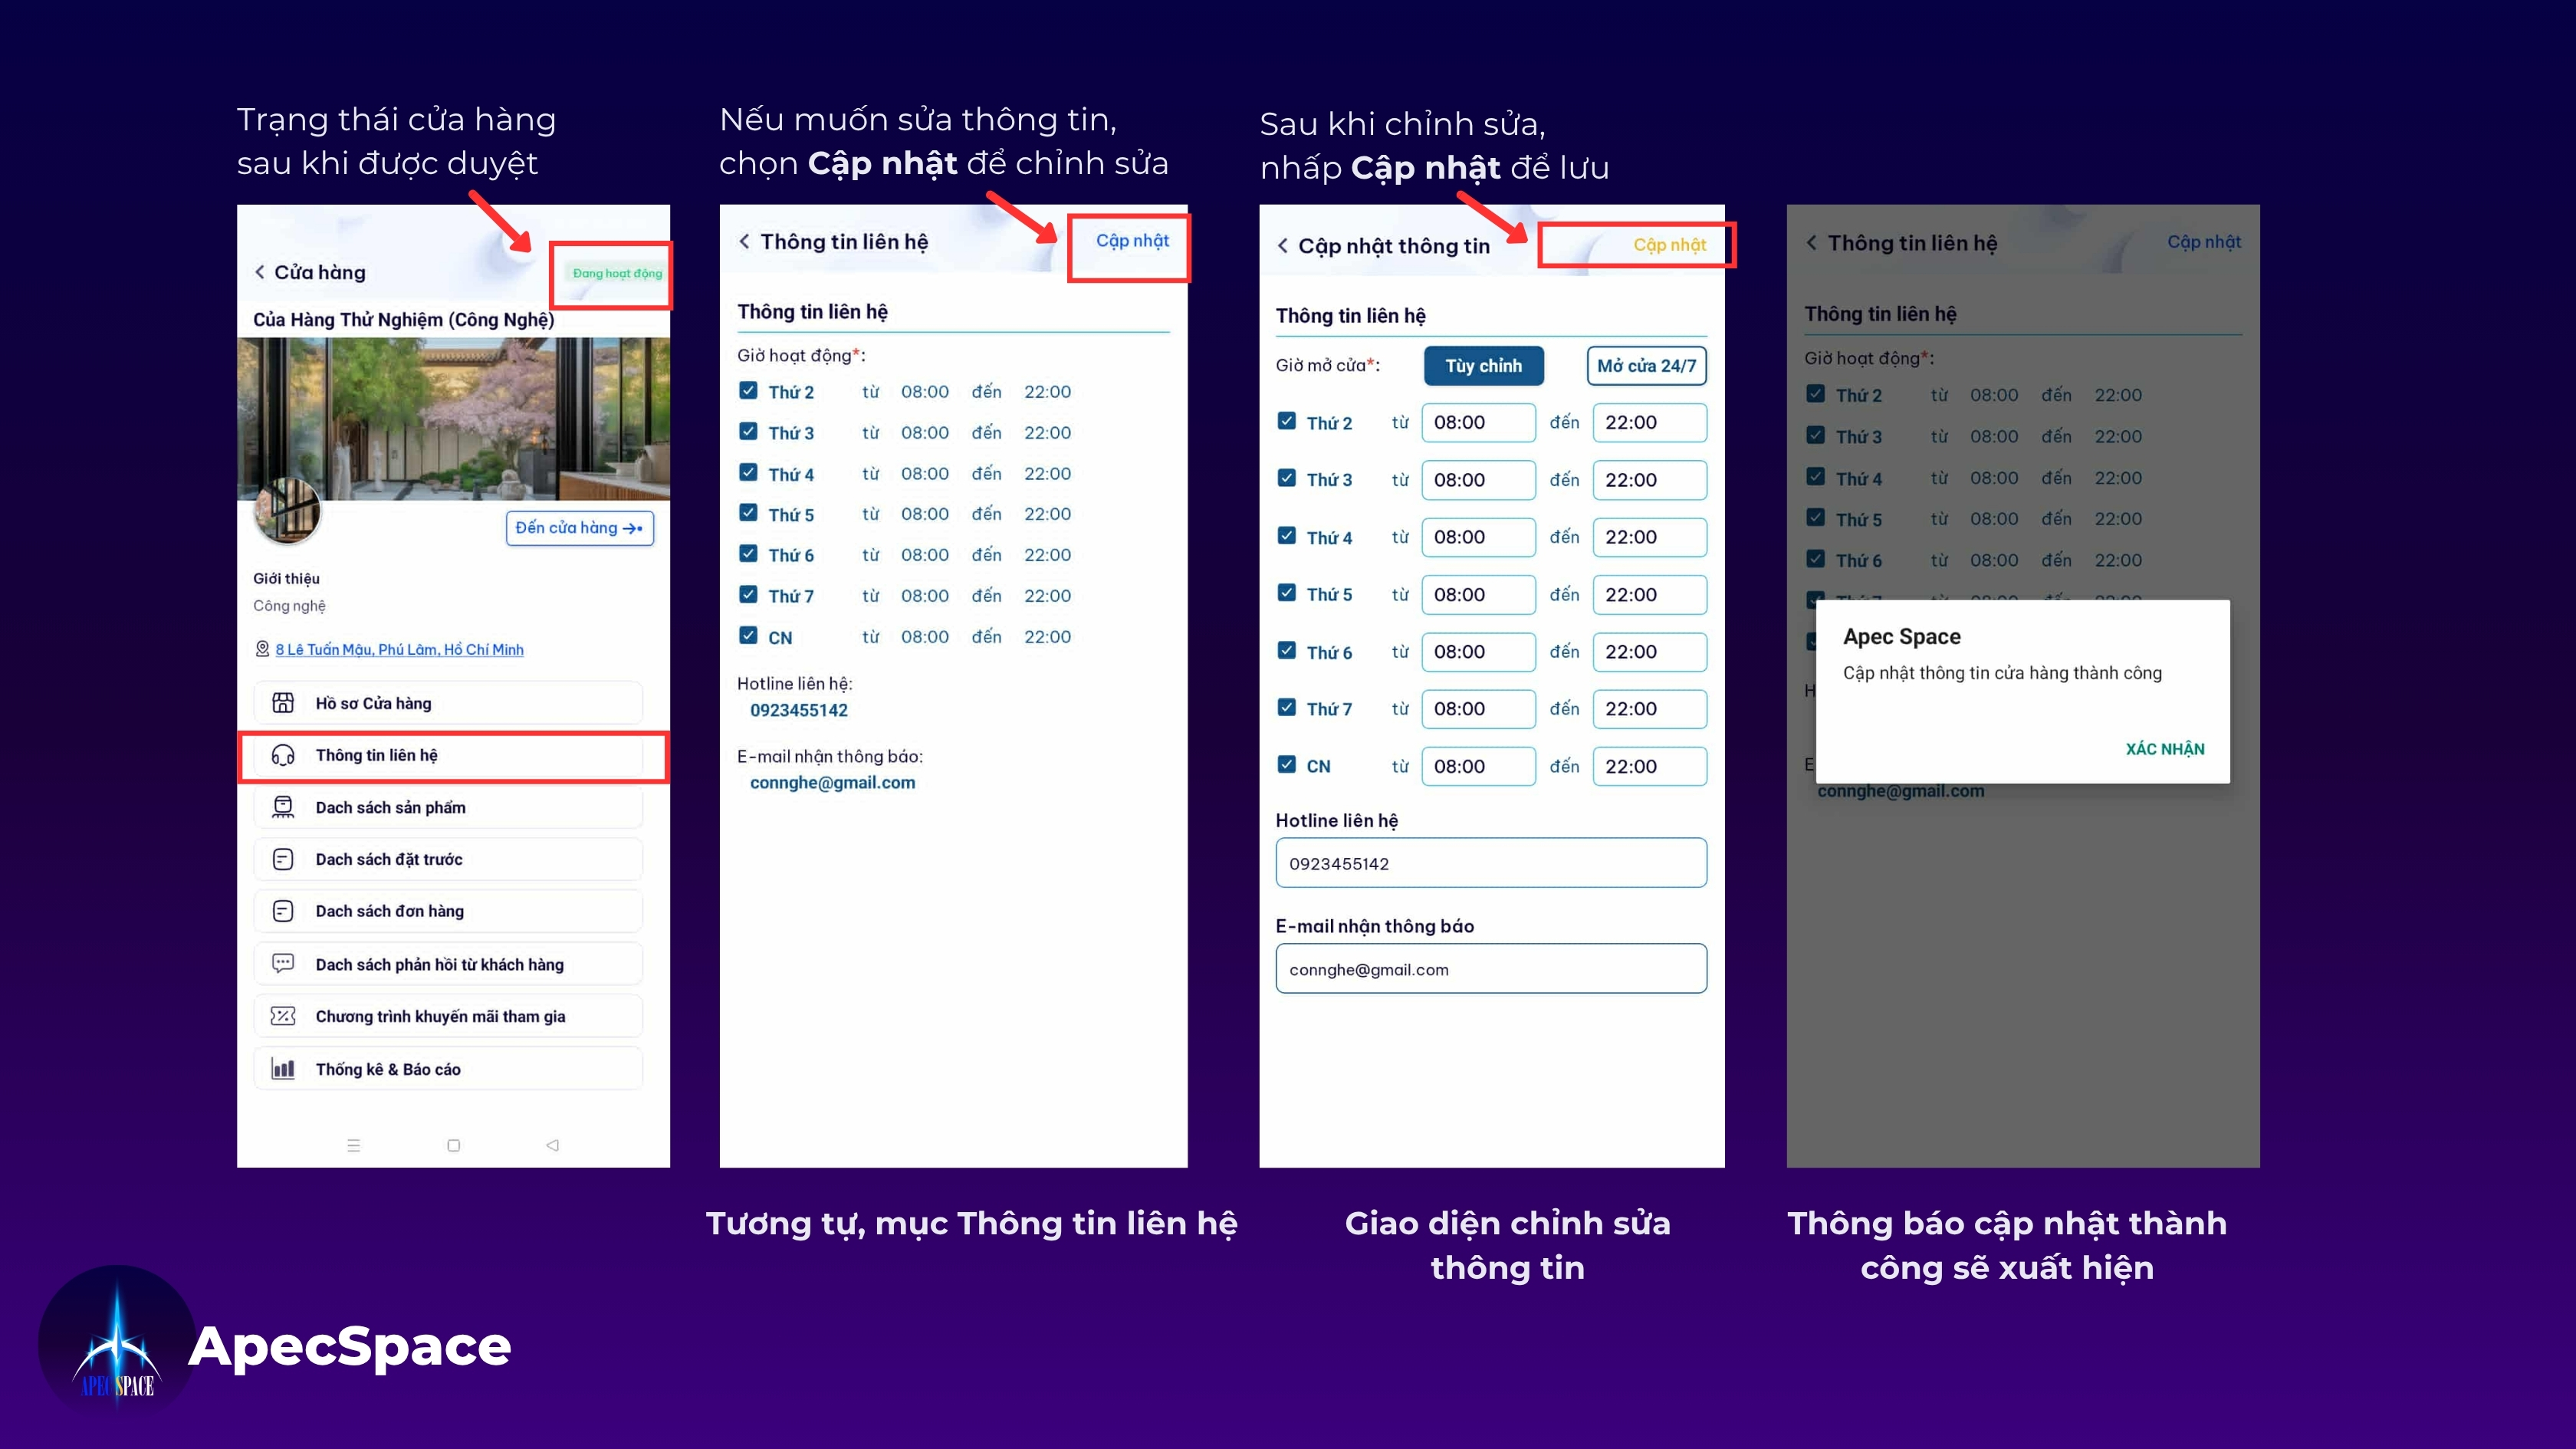 Trạng thái cửa hàng
sau khi được duyệt
Nếu muốn sửa thông tin,
chọn Cập nhật để chỉnh sửa
Sau khi chỉnh sửa,
nhấp Cập nhật để lưu
Cửa hàng
Đang hoạt động
Của Hàng Thử Nghiệm (Công Nghệ)
Đến cửa hàng
Giới thiệu
Công nghệ
8 Lê Tuấn Mậu, Phú Lâm, Hồ Chí Minh
Hồ sơ Cửa hàng
Thông tin liên hệ
Dach sách sản phẩm
Dach sách đặt trước
Dach sách đơn hàng
Dach sách phản hồi từ khách hàng
Chương trình khuyến mãi tham gia
Thống kê & Báo cáo
Thông tin liên hệ Cập nhật
Thông tin liên hệ
Giờ hoạt động*:
Thứ 2 từ 08:00 đến 22:00
Thứ 3 từ 08:00 đến 22:00
Thứ 4 từ 08:00 đến 22:00
Thứ 5 từ 08:00 đến 22:00
Thứ 6 từ 08:00 đến 22:00
Thứ 7 từ 08:00 đến 22:00
CN từ 08:00 đến 22:00
Hotline liên hệ:
0923455142
E-mail nhận thông báo:
connghe@gmail.com
Tương tự, mục Thông tin liên hệ
Cập nhật thông tin Cập nhật
Thông tin liên hệ
Giờ mở cửa*: Tùy chỉnh Mở cửa 24/7
Thứ 2 từ 08:00 đến 22:00
Thứ 3 từ 08:00 đến 22:00
Thứ 4 từ 08:00 đến 22:00
Thứ 5 từ 08:00 đến 22:00
Thứ 6 từ 08:00 đến 22:00
Thứ 7 từ 08:00 đến 22:00
CN từ 08:00 đến 22:00
Hotline liên hệ
0923455142
E-mail nhận thông báo
connghe@gmail.com
Giao diện chỉnh sửa
thông tin
Thông tin liên hệ Cập nhật
Thông tin liên hệ
Giờ hoạt động*:
Thứ 2 từ 08:00 đến 22:00
Thứ 3 từ 08:00 đến 22:00
Thứ 4 từ 08:00 đến 22:00
Thứ 5 từ 08:00 đến 22:00
Thứ 6 từ 08:00 đến 22:00
Apec Space
Cập nhật thông tin cửa hàng thành công
XÁC NHẬN
connghe@gmail.com
Thông báo cập nhật thành
công sẽ xuất hiện
APEC SPACE
ApecSpace